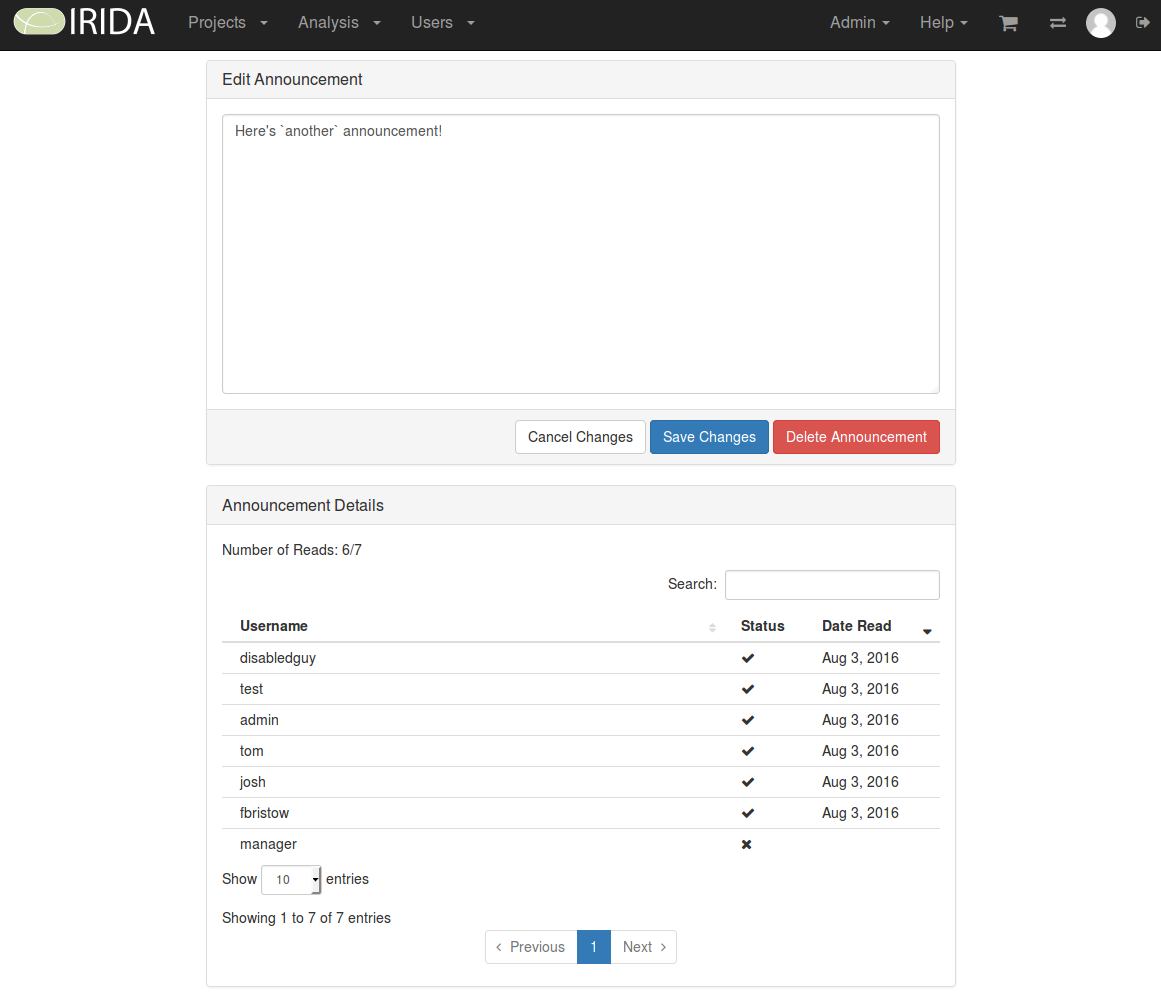 IRIDA Projects Analysis Users Admin Help
Edit Announcement
Here's `another` announcement!
Cancel Changes Save Changes Delete Announcement
Announcement Details
Number of Reads: 6/7
Search:
Username Status Date Read
disabledguy Aug 3, 2016
test Aug 3, 2016
admin Aug 3, 2016
tom Aug 3, 2016
josh Aug 3, 2016
fbristow Aug 3, 2016
manager
Show 10 entries
Showing 1 to 7 of 7 entries
Previous 1 Next